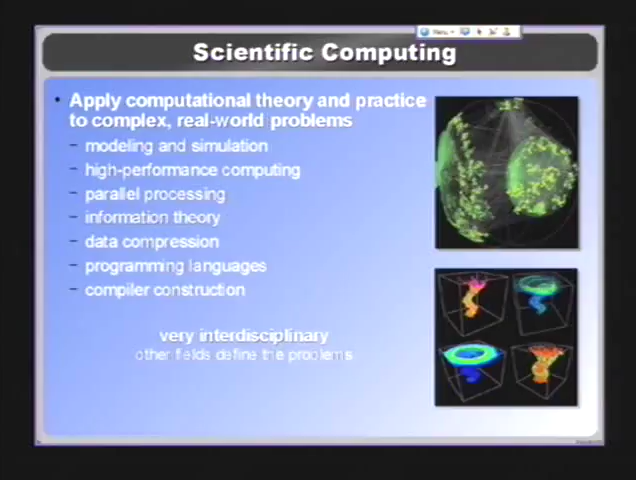 Menu
Scientific Computing
• Apply computational theory and practice
to complex, real-world problems
– modeling and simulation
– high-performance computing
– parallel processing
– information theory
– data compression
– programming languages
– compiler construction
very interdisciplinary
other fields define the problems